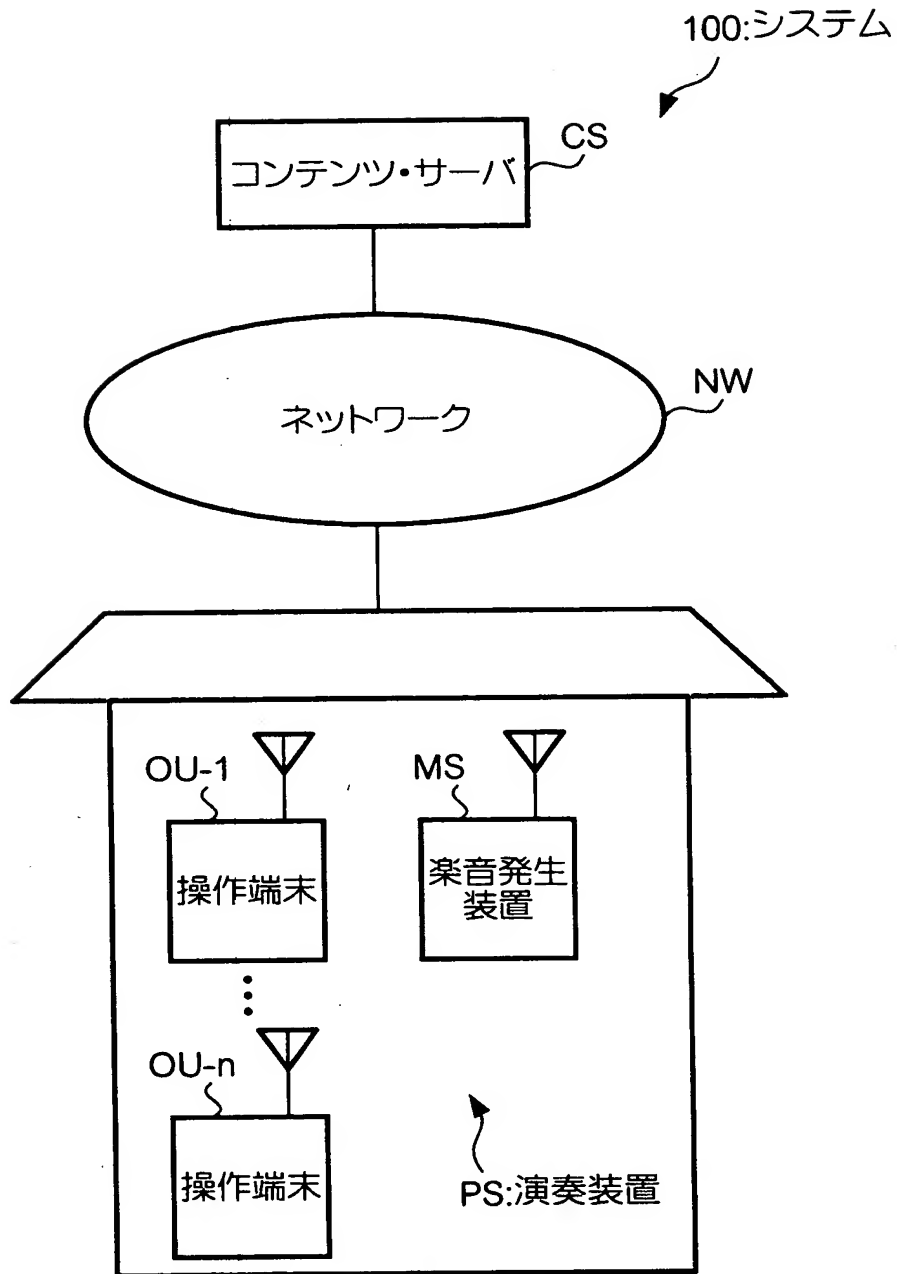 100:システム
CS
コンテンツ・サーバ
NW
ネットワーク
OU-1
MS
操作端末
楽音発生
装置
OU-n
操作端末
PS:演奏装置